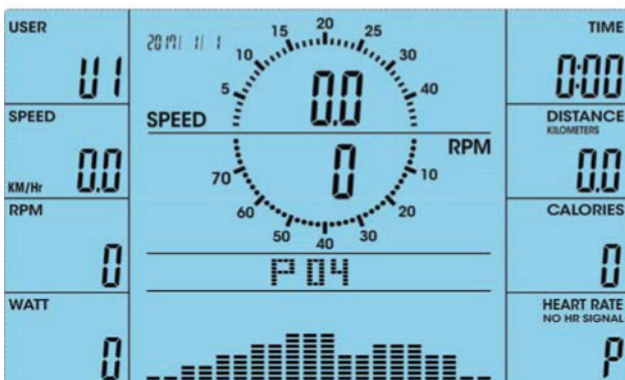 USER
U1
SPEED
KM/Hr 0.0
RPM
0
WATT
0
2019/ 1/ 1
5 10 15 20 25 30 40
SPEED 0.0
RPM 0
10 20 30 40 50 60 70
P 04
TIME
0:00
DISTANCE
KILOMETERS
0.0
CALORIES
0
HEART RATE
NO HR SIGNAL
P